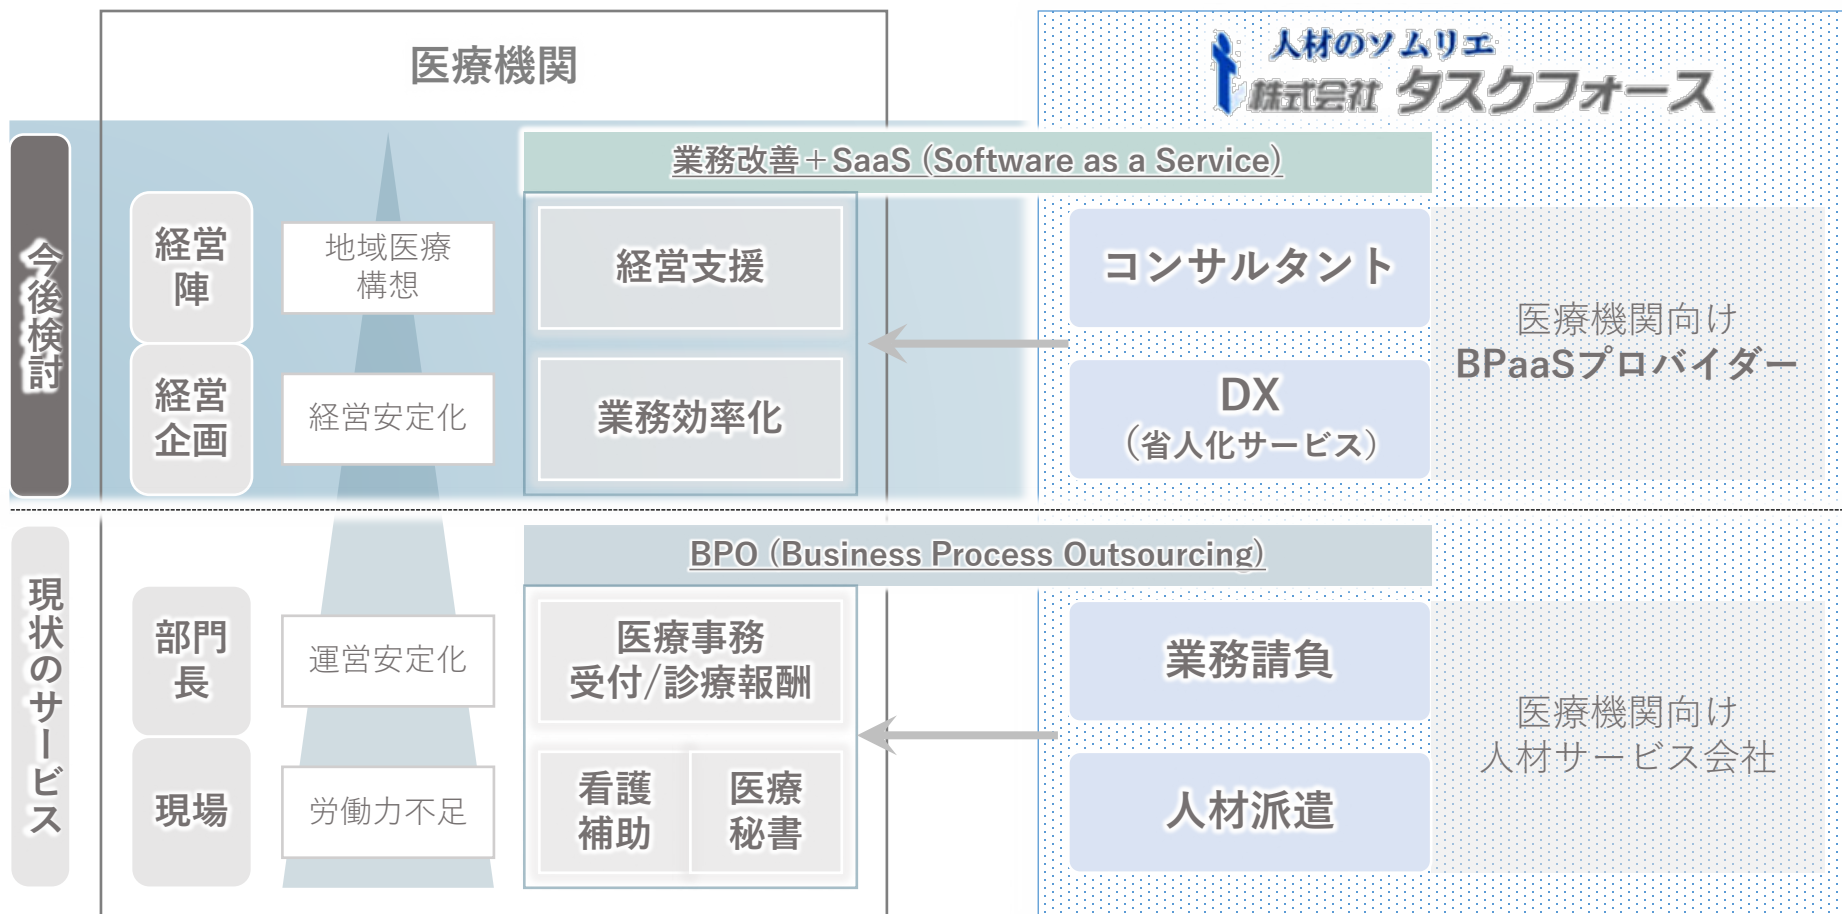 医療機関
人材のソムリエ
株式会社 タスクフォース
今後検討
業務改善＋SaaS (Software as a Service)
経営
陣
地域医療
構想
経営支援
コンサルタント
医療機関向け
BPaaSプロバイダー
経営
企画
経営安定化
業務効率化
DX
（省人化サービス）
現状のサービス
BPO (Business Process Outsourcing)
部門
長
運営安定化
医療事務
受付/診療報酬
業務請負
医療機関向け
人材サービス会社
現場
労働力不足
看護
補助
医療
秘書
人材派遣